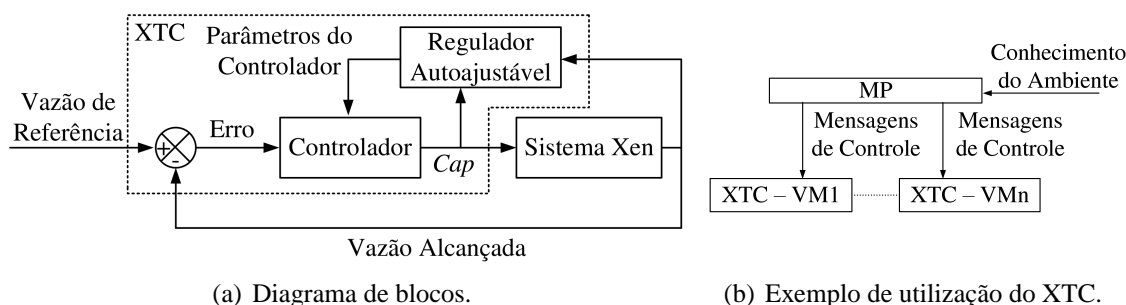 XTC
Parâmetros do
Controlador
Regulador
Autoajustável
Vazão de
Referência
+
-
Erro
Controlador
Cap
Sistema Xen
Vazão Alcançada
(a) Diagrama de blocos.
Conhecimento
do Ambiente
MP
Mensagens
de Controle
Mensagens
de Controle
XTC – VM1
XTC – VMn
(b) Exemplo de utilização do XTC.